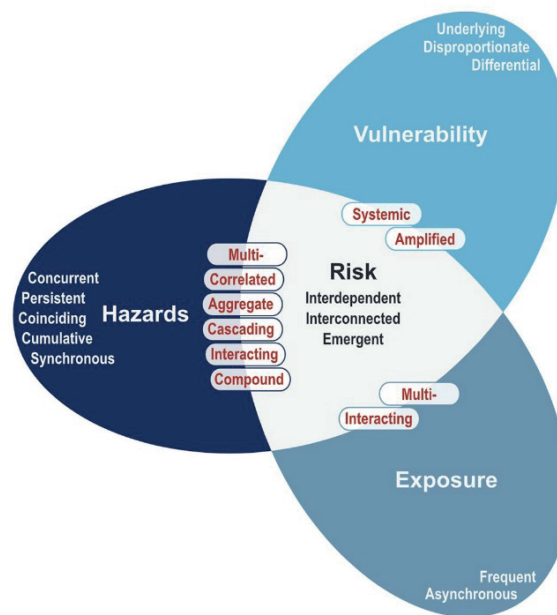 Underlying
Disproportionate
Differential
Vulnerability
Systemic
Amplified
Concurrent
Persistent
Coinciding
Cumulative
Synchronous
Hazards
Multi-
Correlated
Aggregate
Cascading
Interacting
Compound
Risk
Interdependent
Interconnected
Emergent
Multi-
Interacting
Exposure
Frequent
Asynchronous